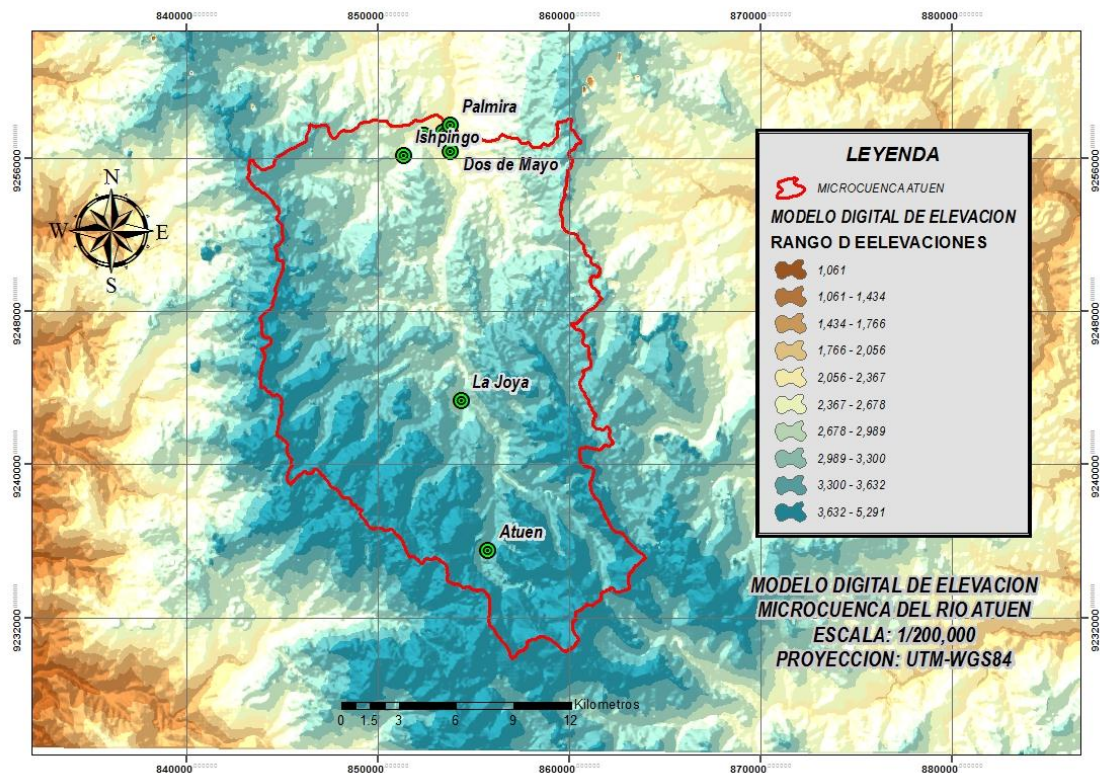 840000 850000 860000 870000 880000
Palmira
Ishpingo
Dos de Mayo
La Joya
Atuen
N
W E
S
9256000
9248000
9240000
9232000
9256000
9248000
9240000
9232000
LEYENDA
MICROCUENCA ATUEN
MODELO DIGITAL DE ELEVACION
RANGO D EELEVACIONES
1,061
1,061 - 1,434
1,434 - 1,766
1,766 - 2,056
2,056 - 2,367
2,367 - 2,678
2,678 - 2,989
2,989 - 3,300
3,300 - 3,632
3,632 - 5,291
MODELO DIGITAL DE ELEVACION
MICROCUENCA DEL RIO ATUEN
ESCALA: 1/200,000
PROYECCION: UTM-WGS84
Kilometros
0 1.5 3 6 9 12
840000 850000 860000 870000 880000